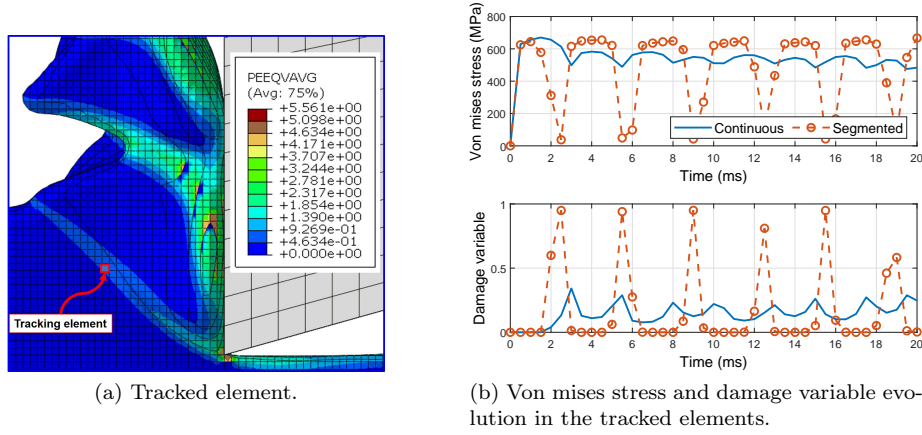 PEEQVAVG
(Avg: 75%)
+5.561e+00
+5.098e+00
+4.634e+00
+4.171e+00
+3.707e+00
+3.244e+00
+2.781e+00
+2.317e+00
+1.854e+00
+1.390e+00
+9.269e-01
+4.634e-01
+0.000e+00
Tracking element
(a) Tracked element.
Von mises stress (MPa)
800
600
400
200
0
Continuous
Segmented
0 2 4 6 8 10 12 14 16 18 20
Time (ms)
Damage variable
1
0.5
0
0 2 4 6 8 10 12 14 16 18 20
Time (ms)
(b) Von mises stress and damage variable evo-
lution in the tracked elements.